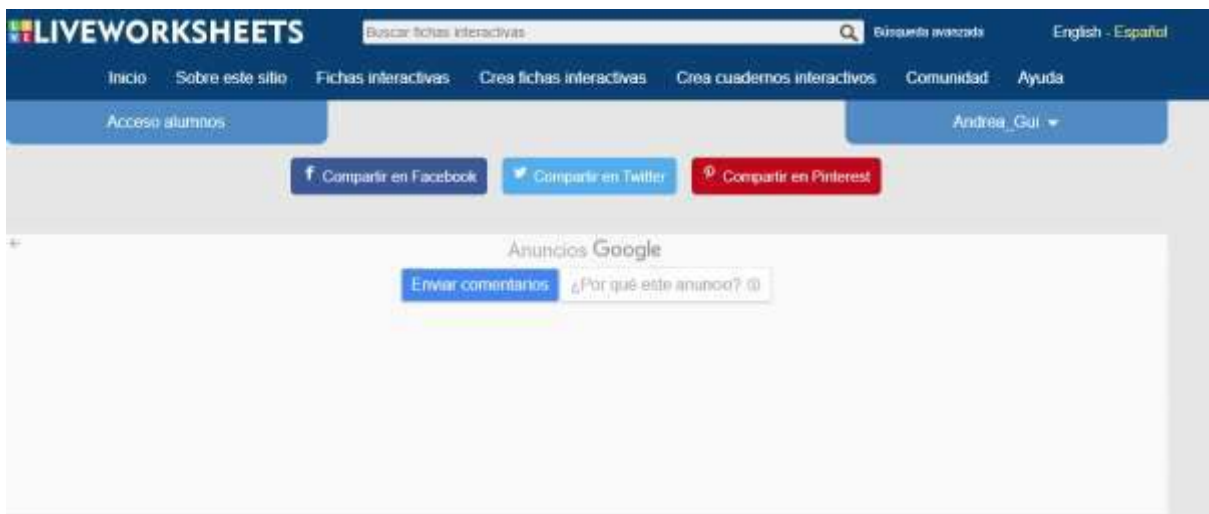 LIVEWORKSHEETS
Buscar fichas interactivas
Búsqueda avanzada
English - Español
Inicio Sobre este sitio Fichas interactivas Crea fichas interactivas Crea cuadernos interactivos Comunidad Ayuda
Acceso alumnos
Andrea_Gui
Compartir en Facebook Compartir en Twitter Compartir en Pinterest
Anuncios Google
Enviar comentarios ¿Por qué este anuncio?